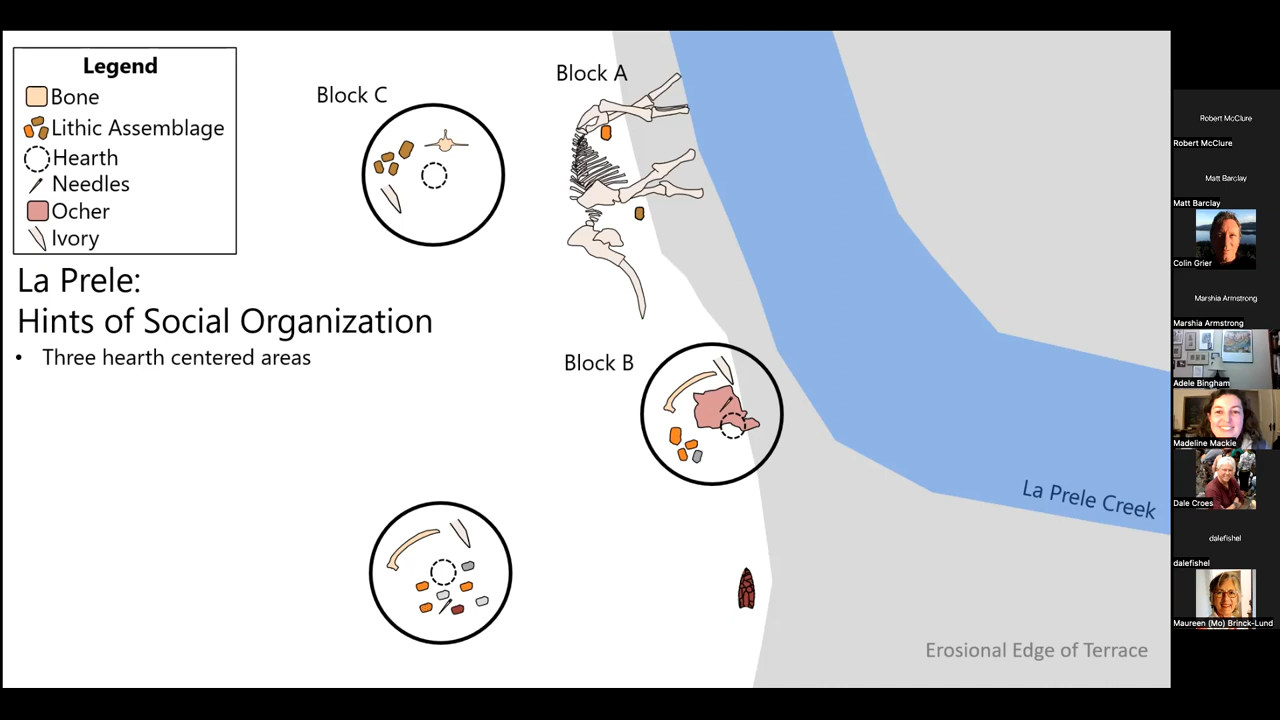 Legend
Bone
Lithic Assemblage
Hearth
Needles
Ocher
Ivory
La Prele:
Hints of Social Organization
• Three hearth centered areas
Block C
Block A
Block B
La Prele Creek
Erosional Edge of Terrace
Robert McClure
Robert McClure
Matt Barclay
Matt Barclay
Colin Grier
Marshia Armstrong
Marshia Armstrong
Adele Bingham
Madeline Mackie
Dale Croes
dalefishel
dalefishel
Maureen (Mo) Brinck-Lund